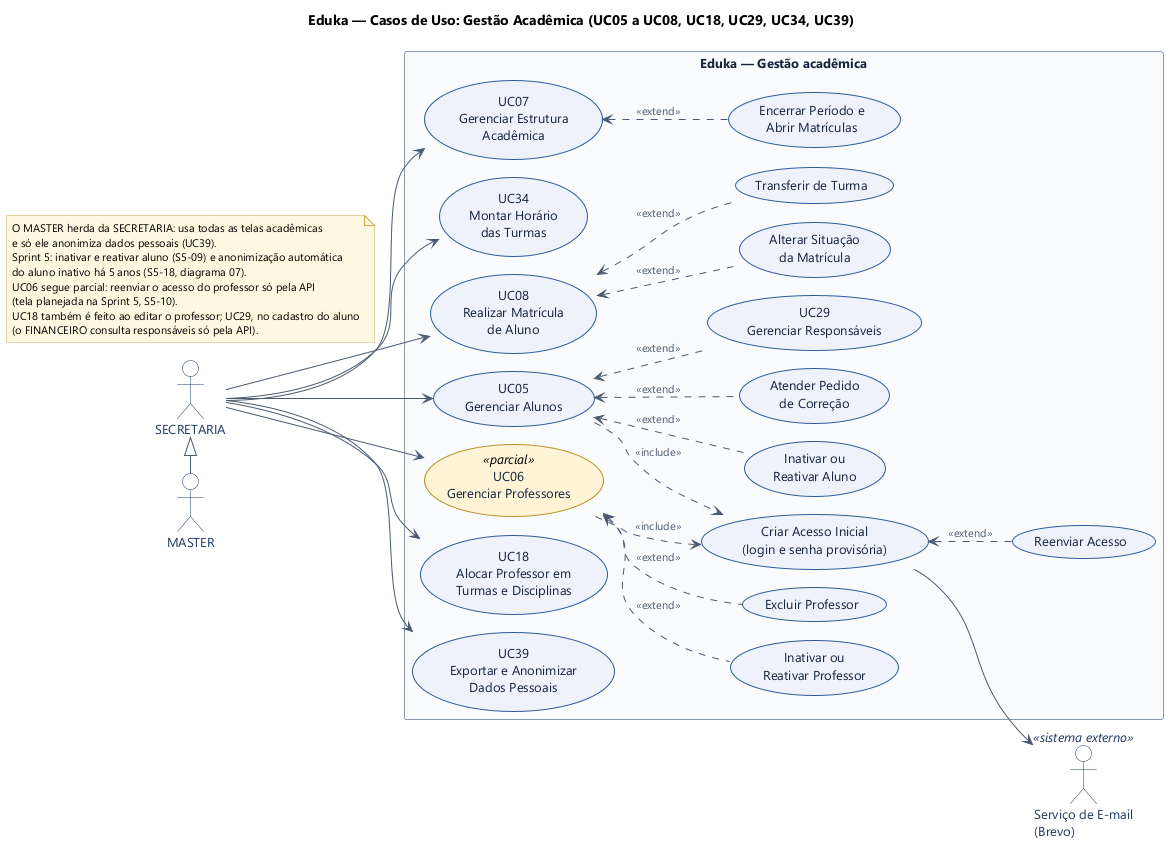 Eduka — Casos de Uso: Gestão Acadêmica (UC05 a UC08, UC18, UC29, UC34, UC39)
Eduka — Gestão acadêmica
UC07
Gerenciar Estrutura
Acadêmica
«extend»
Encerrar Período e
Abrir Matrículas
UC34
Montar Horário
das Turmas
Transferir de Turma
«extend»
Alterar Situação
da Matrícula
«extend»
O MASTER herda da SECRETARIA: usa todas as telas acadêmicas
e só ele anonimiza dados pessoais (UC39).
Sprint 5: inativar e reativar aluno (S5-09) e anonimização automática
do aluno inativo há 5 anos (S5-18, diagrama 07).
UC06 segue parcial: reenviar o acesso do professor só pela API
(tela planejada na Sprint 5, S5-10).
UC18 também é feito ao editar o professor; UC29, no cadastro do aluno
(o FINANCEIRO consulta responsáveis só pela API).
UC08
Realizar Matrícula
de Aluno
UC29
Gerenciar Responsáveis
«extend»
UC05
Gerenciar Alunos
«extend»
Atender Pedido
de Correção
SECRETARIA
«extend»
«include»
Inativar ou
Reativar Aluno
«parcial»
UC06
Gerenciar Professores
MASTER
«include»
Criar Acesso Inicial
(login e senha provisória)
«extend»
Reenviar Acesso
UC18
Alocar Professor em
Turmas e Disciplinas
«extend»
Excluir Professor
«extend»
UC39
Exportar e Anonimizar
Dados Pessoais
Inativar ou
Reativar Professor
«sistema externo»
Serviço de E-mail
(Brevo)